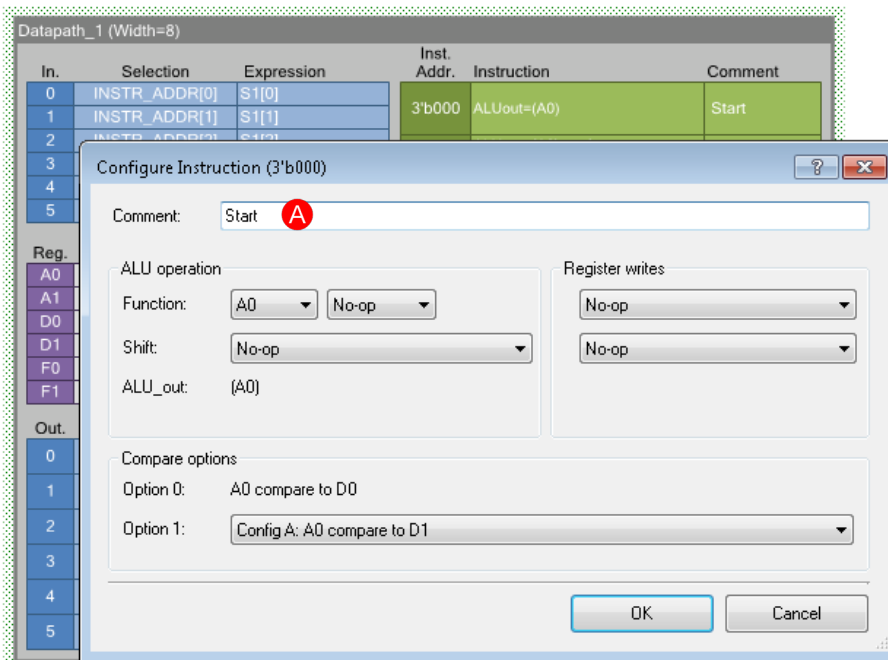 Datapath_1 (Width=8)
In. Selection Expression Inst. Addr. Instruction Comment
0 INSTR_ADDR[0] S1[0]
3'b000 ALUout=(A0) Start
1 INSTR_ADDR[1] S1[1]
2 INSTR_ADDR[2] S1[2]
3
4
5
Reg.
A0
A1
D0
D1
F0
F1
Out.
0
1
2
3
4
5
Configure Instruction (3'b000)
Comment: Start A
ALU operation
Function: A0 No-op
Shift: No-op
ALU_out: (A0)
Register writes
No-op
No-op
Compare options
Option 0: A0 compare to D0
Option 1: Config A: A0 compare to D1
OK Cancel